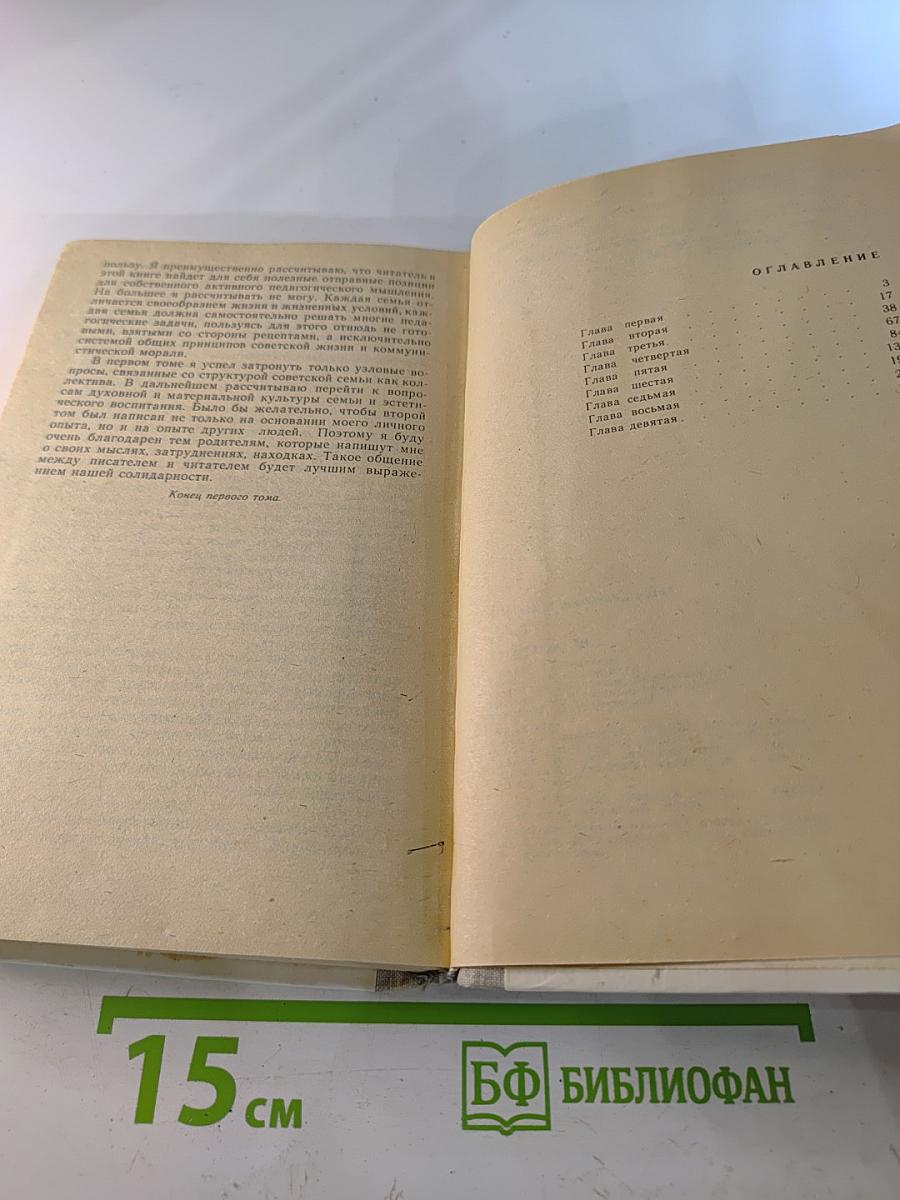 пользу. Я преимущественно рассчитываю, что читатель в
этой книге найдет для себя полезные отправные позиции
для собственного активного педагогического мышления.
На большее я рассчитывать не могу. Каждая семья от-
личается своеобразием жизни и жизненных условий, каж-
дая семья должна самостоятельно решать многие педа-
гогические задачи, пользуясь для этого отнюдь не гото-
выми, взятыми со стороны рецептами, а исключительно
системой общих принципов советской жизни и коммуни-
стической морали.
В первом томе я успел затронуть только узловые во-
просы, связанные со структурой советской семьи как кол-
лектива. В дальнейшем рассчитываю перейти к вопро-
сам духовной и материальной культуры семьи и эстети-
ческого воспитания. Было бы желательно, чтобы второй
том был написан не только на основании моего личного
опыта, но и на опыте других людей. Поэтому я буду
очень благодарен тем родителям, которые напишут мне
о своих мыслях, затруднениях, находках. Такое общение
между писателем и читателем будет лучшим выраже-
нием нашей солидарности.
Конец первого тома.
ОГЛАВЛЕНИЕ
Глава первая . . . 3
Глава вторая . . . 17
Глава третья . . . 38
Глава четвертая . . . 67
Глава пятая
Глава шестая
Глава седьмая
Глава восьмая
Глава девятая
15 см
БФ БИБЛИОФАН